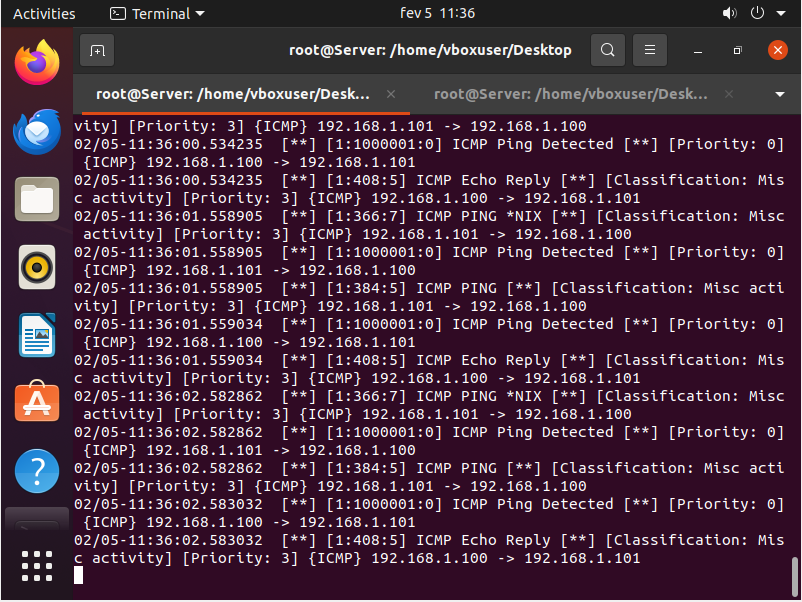 Activities Terminal fev 5 11:36
root@Server: /home/vboxuser/Desktop
root@Server: /home/vboxuser/Desk... × root@Server: /home/vboxuser/Desk... ×
vity] [Priority: 3] {ICMP} 192.168.1.101 -> 192.168.1.100
02/05-11:36:00.534235  [**] [1:1000001:0] ICMP Ping Detected [**] [Priority: 0]
 {ICMP} 192.168.1.100 -> 192.168.1.101
02/05-11:36:00.534235  [**] [1:408:5] ICMP Echo Reply [**] [Classification: Mis
c activity] [Priority: 3] {ICMP} 192.168.1.100 -> 192.168.1.101
02/05-11:36:01.558905  [**] [1:366:7] ICMP PING *NIX [**] [Classification: Misc
 activity] [Priority: 3] {ICMP} 192.168.1.101 -> 192.168.1.100
02/05-11:36:01.558905  [**] [1:1000001:0] ICMP Ping Detected [**] [Priority: 0]
 {ICMP} 192.168.1.101 -> 192.168.1.100
02/05-11:36:01.558905  [**] [1:384:5] ICMP PING [**] [Classification: Misc acti
vity] [Priority: 3] {ICMP} 192.168.1.101 -> 192.168.1.100
02/05-11:36:01.559034  [**] [1:1000001:0] ICMP Ping Detected [**] [Priority: 0]
 {ICMP} 192.168.1.100 -> 192.168.1.101
02/05-11:36:01.559034  [**] [1:408:5] ICMP Echo Reply [**] [Classification: Mis
c activity] [Priority: 3] {ICMP} 192.168.1.100 -> 192.168.1.101
02/05-11:36:02.582862  [**] [1:366:7] ICMP PING *NIX [**] [Classification: Misc
 activity] [Priority: 3] {ICMP} 192.168.1.101 -> 192.168.1.100
02/05-11:36:02.582862  [**] [1:1000001:0] ICMP Ping Detected [**] [Priority: 0]
 {ICMP} 192.168.1.101 -> 192.168.1.100
02/05-11:36:02.582862  [**] [1:384:5] ICMP PING [**] [Classification: Misc acti
vity] [Priority: 3] {ICMP} 192.168.1.101 -> 192.168.1.100
02/05-11:36:02.583032  [**] [1:1000001:0] ICMP Ping Detected [**] [Priority: 0]
 {ICMP} 192.168.1.100 -> 192.168.1.101
02/05-11:36:02.583032  [**] [1:408:5] ICMP Echo Reply [**] [Classification: Mis
c activity] [Priority: 3] {ICMP} 192.168.1.100 -> 192.168.1.101